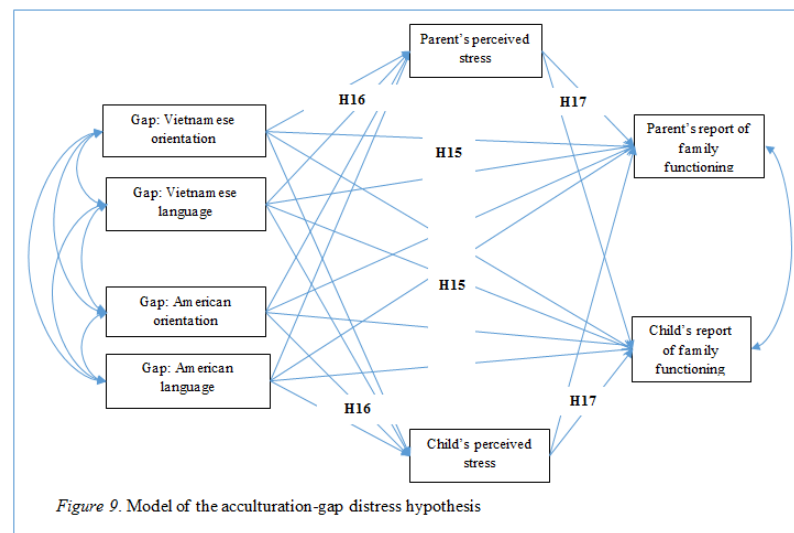 Parent's perceived
stress
H16
H17
Gap: Vietnamese
orientation
Parent's report of
family
functioning
H15
Gap: Vietnamese
language
H15
Gap: American
orientation
Child's report
of family
functioning
Gap: American
language
H16
H17
Child's perceived
stress
Figure 9. Model of the acculturation-gap distress hypothesis